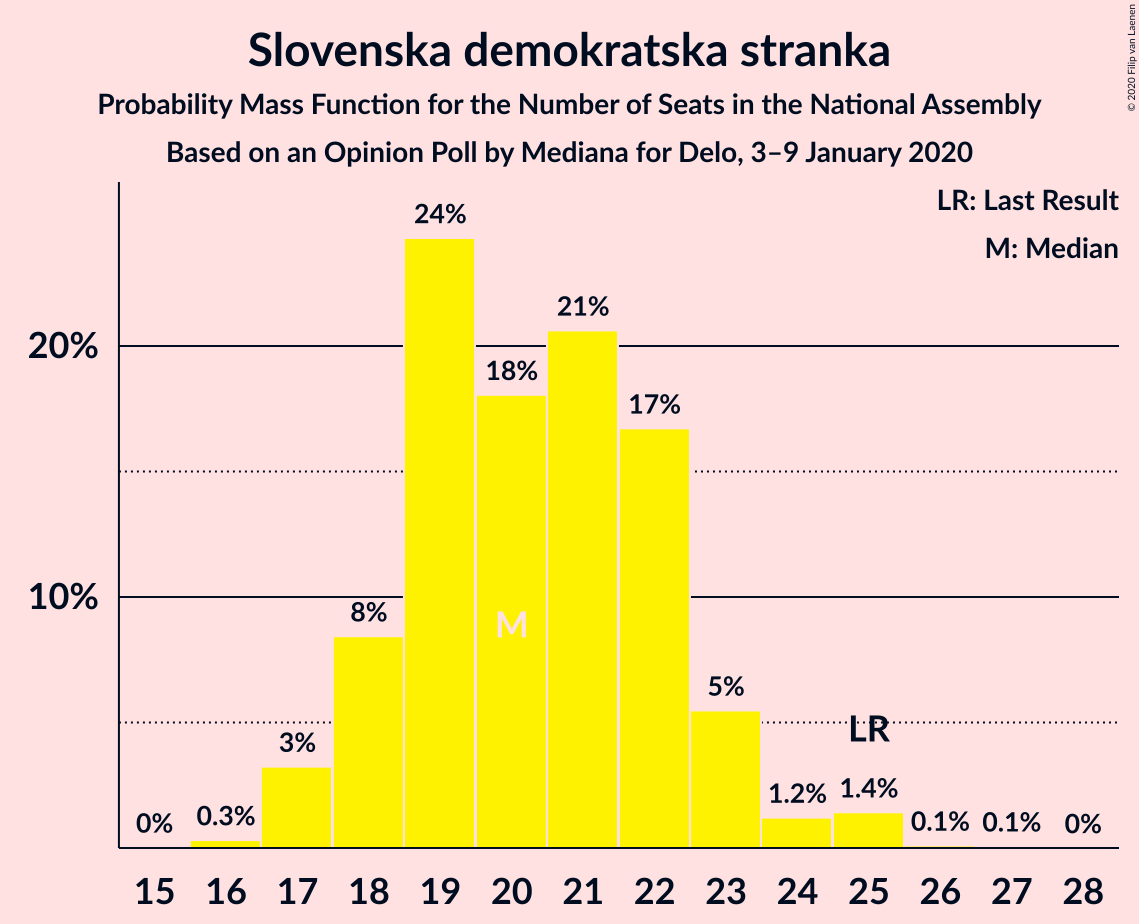 © 2020 Filip van Laenen
Slovenska demokratska stranka
Probability Mass Function for the Number of Seats in the National Assembly
Based on an Opinion Poll by Mediana for Delo, 3–9 January 2020
LR: Last Result
M: Median
20%
10%
0%
0.3%
3%
8%
24%
18%
21%
17%
5%
1.2%
1.4%
0.1%
0.1%
0%
M
LR
15 16 17 18 19 20 21 22 23 24 25 26 27 28